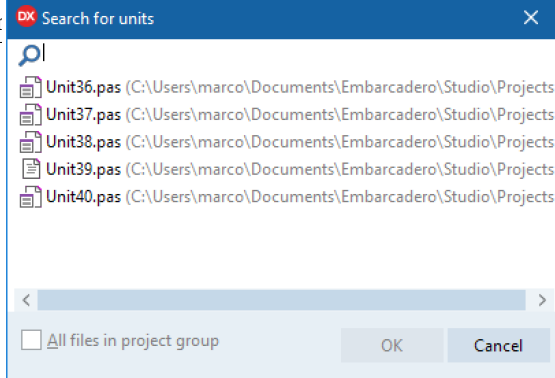 DX Search for units
Unit36.pas (C:\Users\marco\Documents\Embarcadero\Studio\Projects
Unit37.pas (C:\Users\marco\Documents\Embarcadero\Studio\Projects
Unit38.pas (C:\Users\marco\Documents\Embarcadero\Studio\Projects
Unit39.pas (C:\Users\marco\Documents\Embarcadero\Studio\Projects
Unit40.pas (C:\Users\marco\Documents\Embarcadero\Studio\Projects
All files in project group
OK Cancel